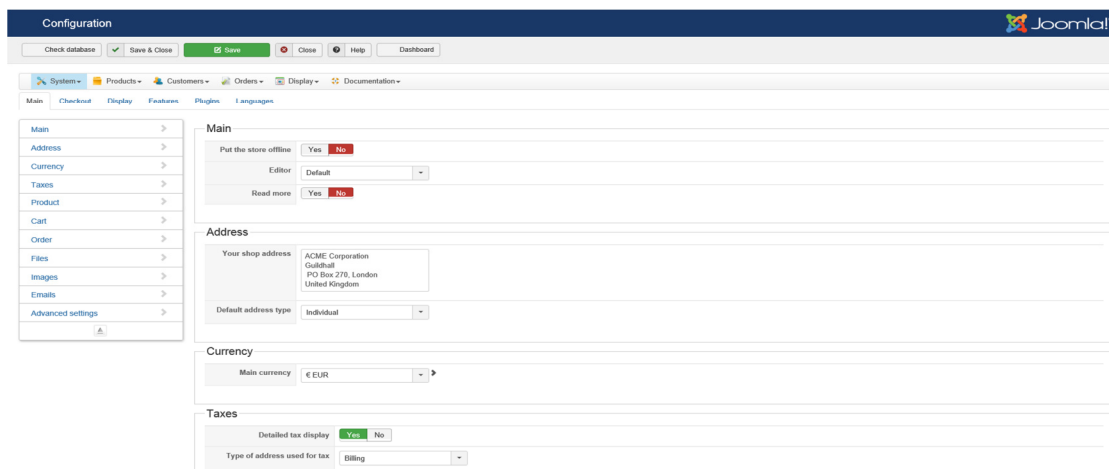 Configuration
Joomla!
Check database Save & Close Save Close Help Dashboard
System Products Customers Orders Display Documentation
Main Checkout Display Features Plugins Languages
Main
Address
Currency
Taxes
Product
Cart
Order
Files
Images
Emails
Advanced settings
A
Main
Put the store offline Yes No
Editor Default
Read more Yes No
Address
Your shop address
ACME Corporation
Guildhall
PO Box 270, London
United Kingdom
Default address type Individual
Currency
Main currency € EUR
Taxes
Detailed tax display Yes No
Type of address used for tax Billing